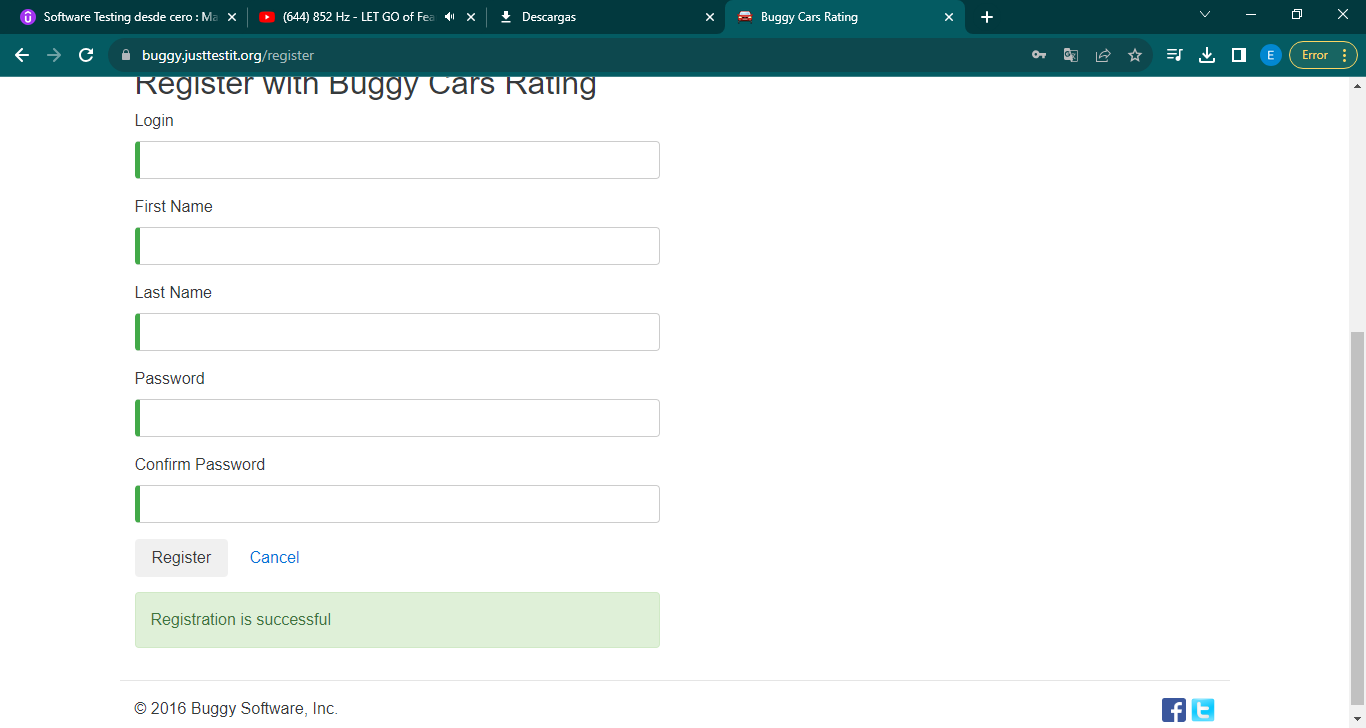 Software Testing desde cero : Ma
(644) 852 Hz - LET GO of Fea
Descargas
Buggy Cars Rating
buggy.justtestit.org/register
E
Error
Register with Buggy Cars Rating
Login
First Name
Last Name
Password
Confirm Password
Register Cancel
Registration is successful
© 2016 Buggy Software, Inc.